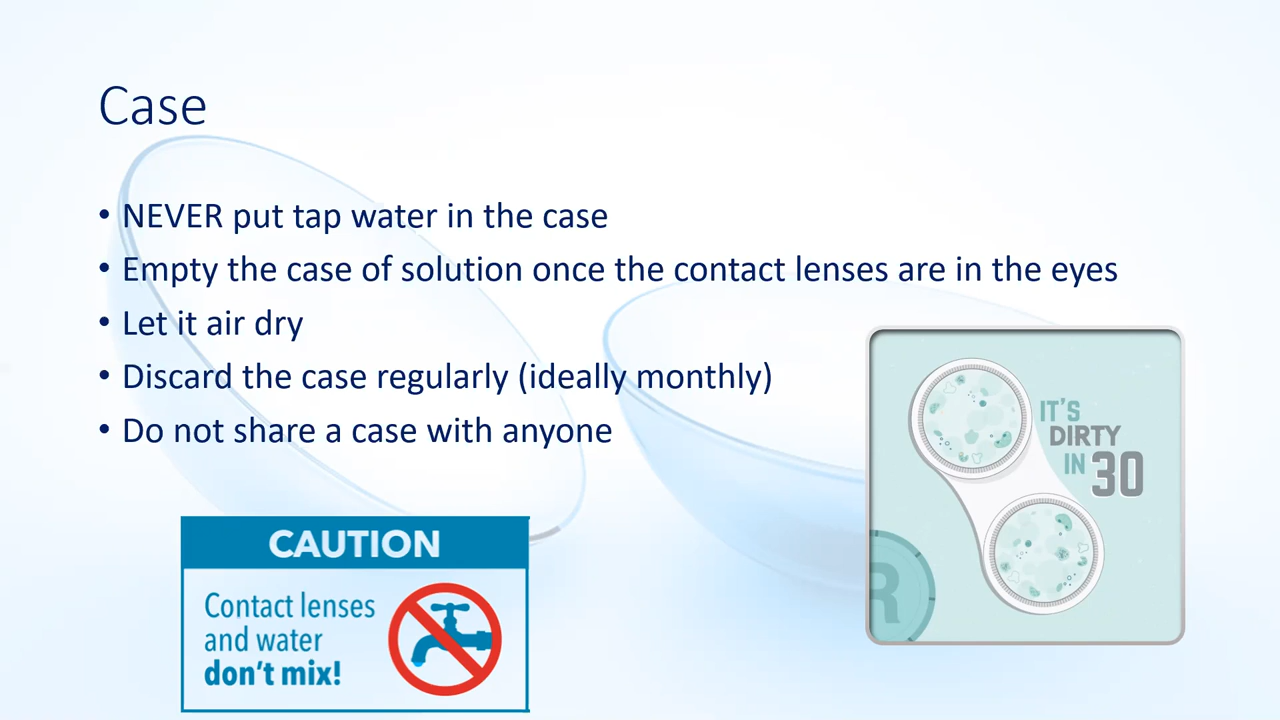 Case
• NEVER put tap water in the case
• Empty the case of solution once the contact lenses are in the eyes
• Let it air dry
• Discard the case regularly (ideally monthly)
• Do not share a case with anyone
IT'S
DIRTY
IN 30
R
CAUTION
Contact lenses
and water
don't mix!